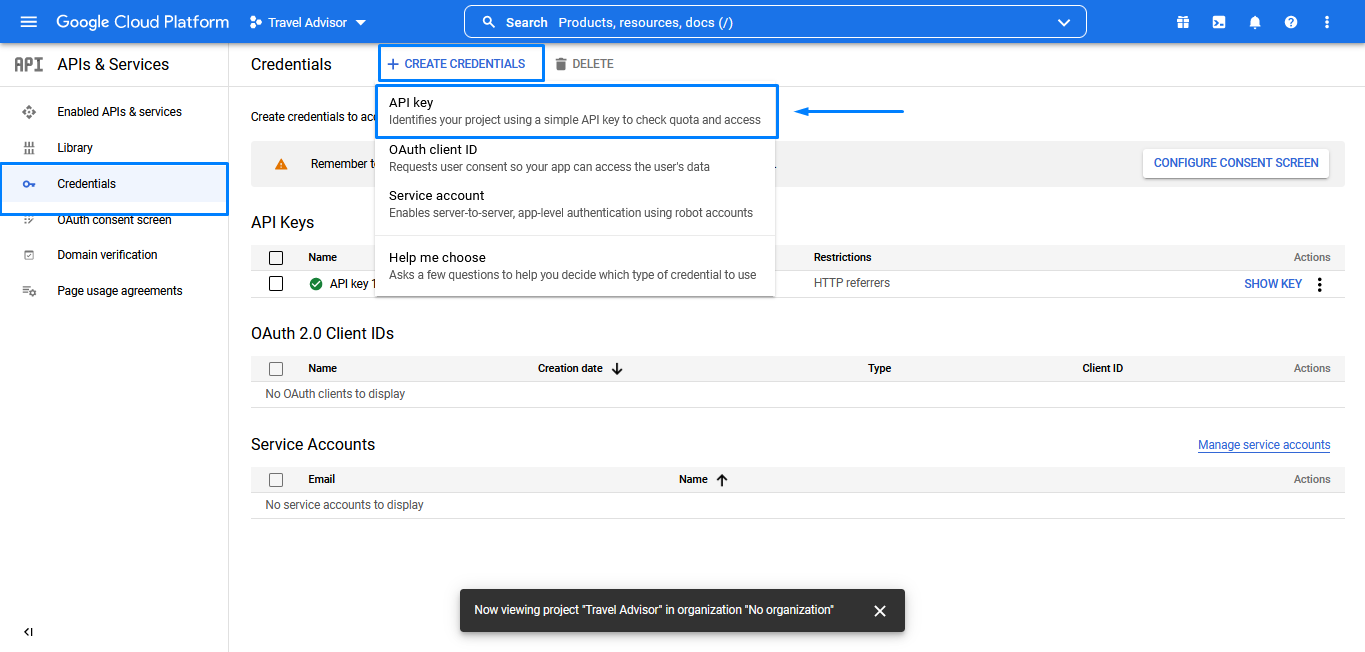 Google Cloud Platform
Travel Advisor
Search Products, resources, docs (/)
API APIs & Services
Enabled APIs & services
Library
Credentials
OAuth consent screen
Domain verification
Page usage agreements
Credentials
+ CREATE CREDENTIALS
DELETE
API key
Identifies your project using a simple API key to check quota and access
OAuth client ID
Requests user consent so your app can access the user's data
Service account
Enables server-to-server, app-level authentication using robot accounts
Help me choose
Asks a few questions to help you decide which type of credential to use
Create credentials to
Remember
CONFIGURE CONSENT SCREEN
API Keys
Name Restrictions Actions
API key HTTP referrers SHOW KEY
OAuth 2.0 Client IDs
Name Creation date Type Client ID Actions
No OAuth clients to display
Service Accounts
Manage service accounts
Email Name Actions
No service accounts to display
Now viewing project "Travel Advisor" in organization "No organization"